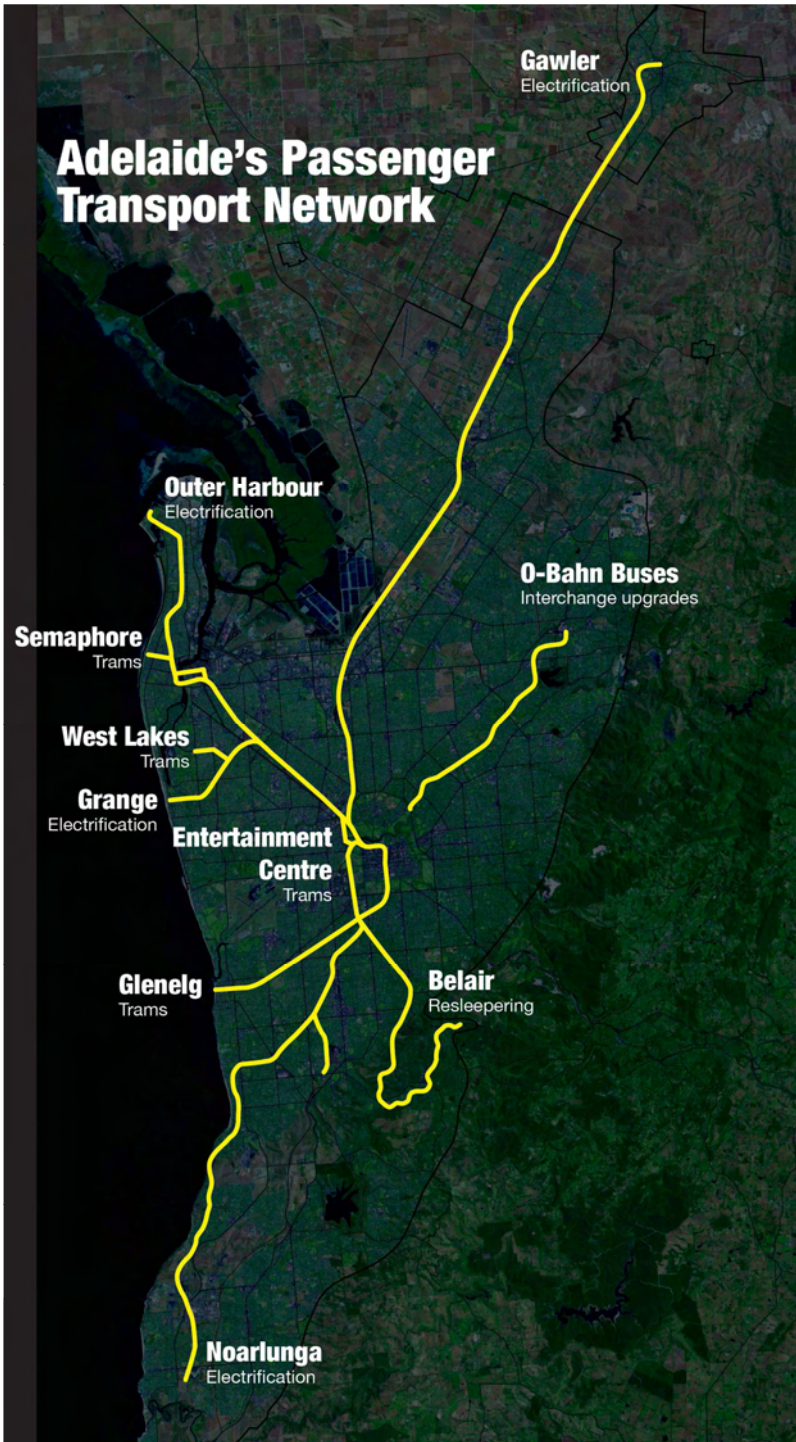 Gawler
Electrification
Adelaide's Passenger
Transport Network
Outer Harbour
Electrification
O-Bahn Buses
Interchange upgrades
Semaphore
Trams
West Lakes
Trams
Grange
Electrification
Entertainment
Centre
Trams
Glenelg
Trams
Belair
Resleepering
Noarlunga
Electrification